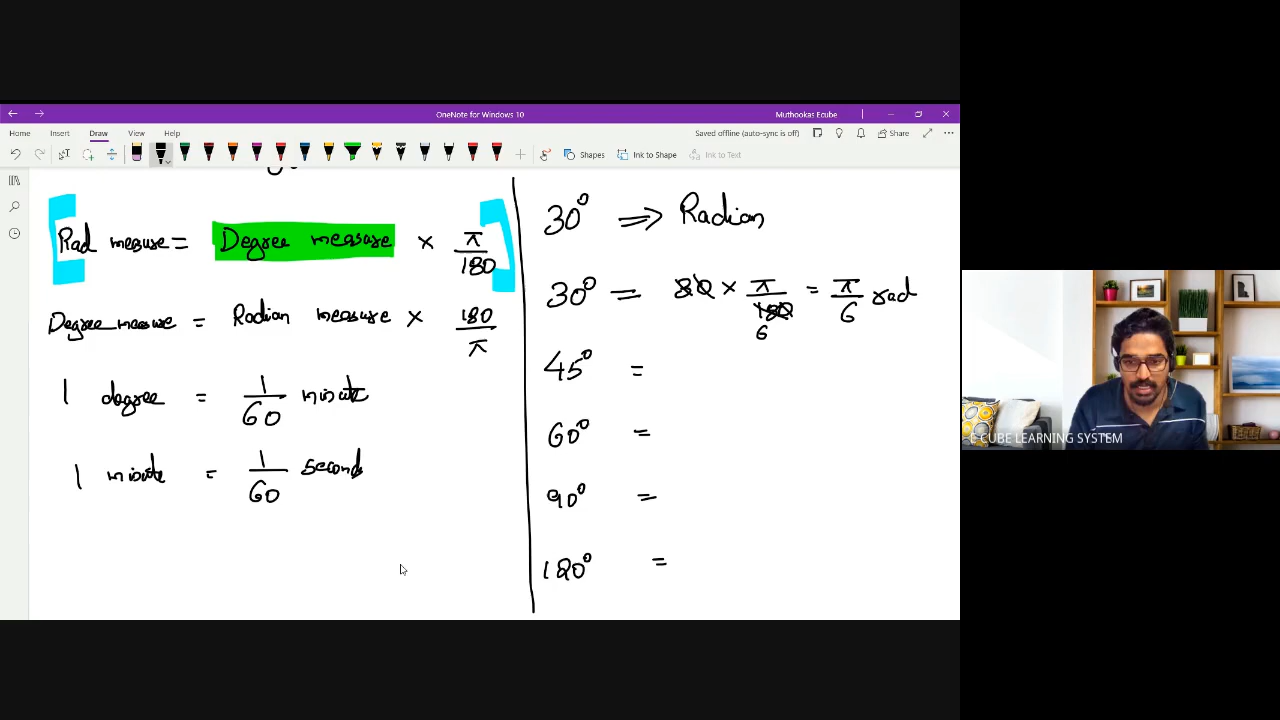 OneNote for Windows 10
Muthookas Ecube
Home Insert Draw View Help
Saved offline (auto-sync is off)
Share
Shapes
Ink to Shape
Ink to Text
Rad measure = Degree measure × π/180
Degree measure = Radian measure × 180/π
1 degree = 1/60 minute
1 minute = 1/60 second
30° ⇒ Radian
30° = 30 × π/180 6 = π/6 rad
45° =
60° =
90° =
180° =
E CUBE LEARNING SYSTEM